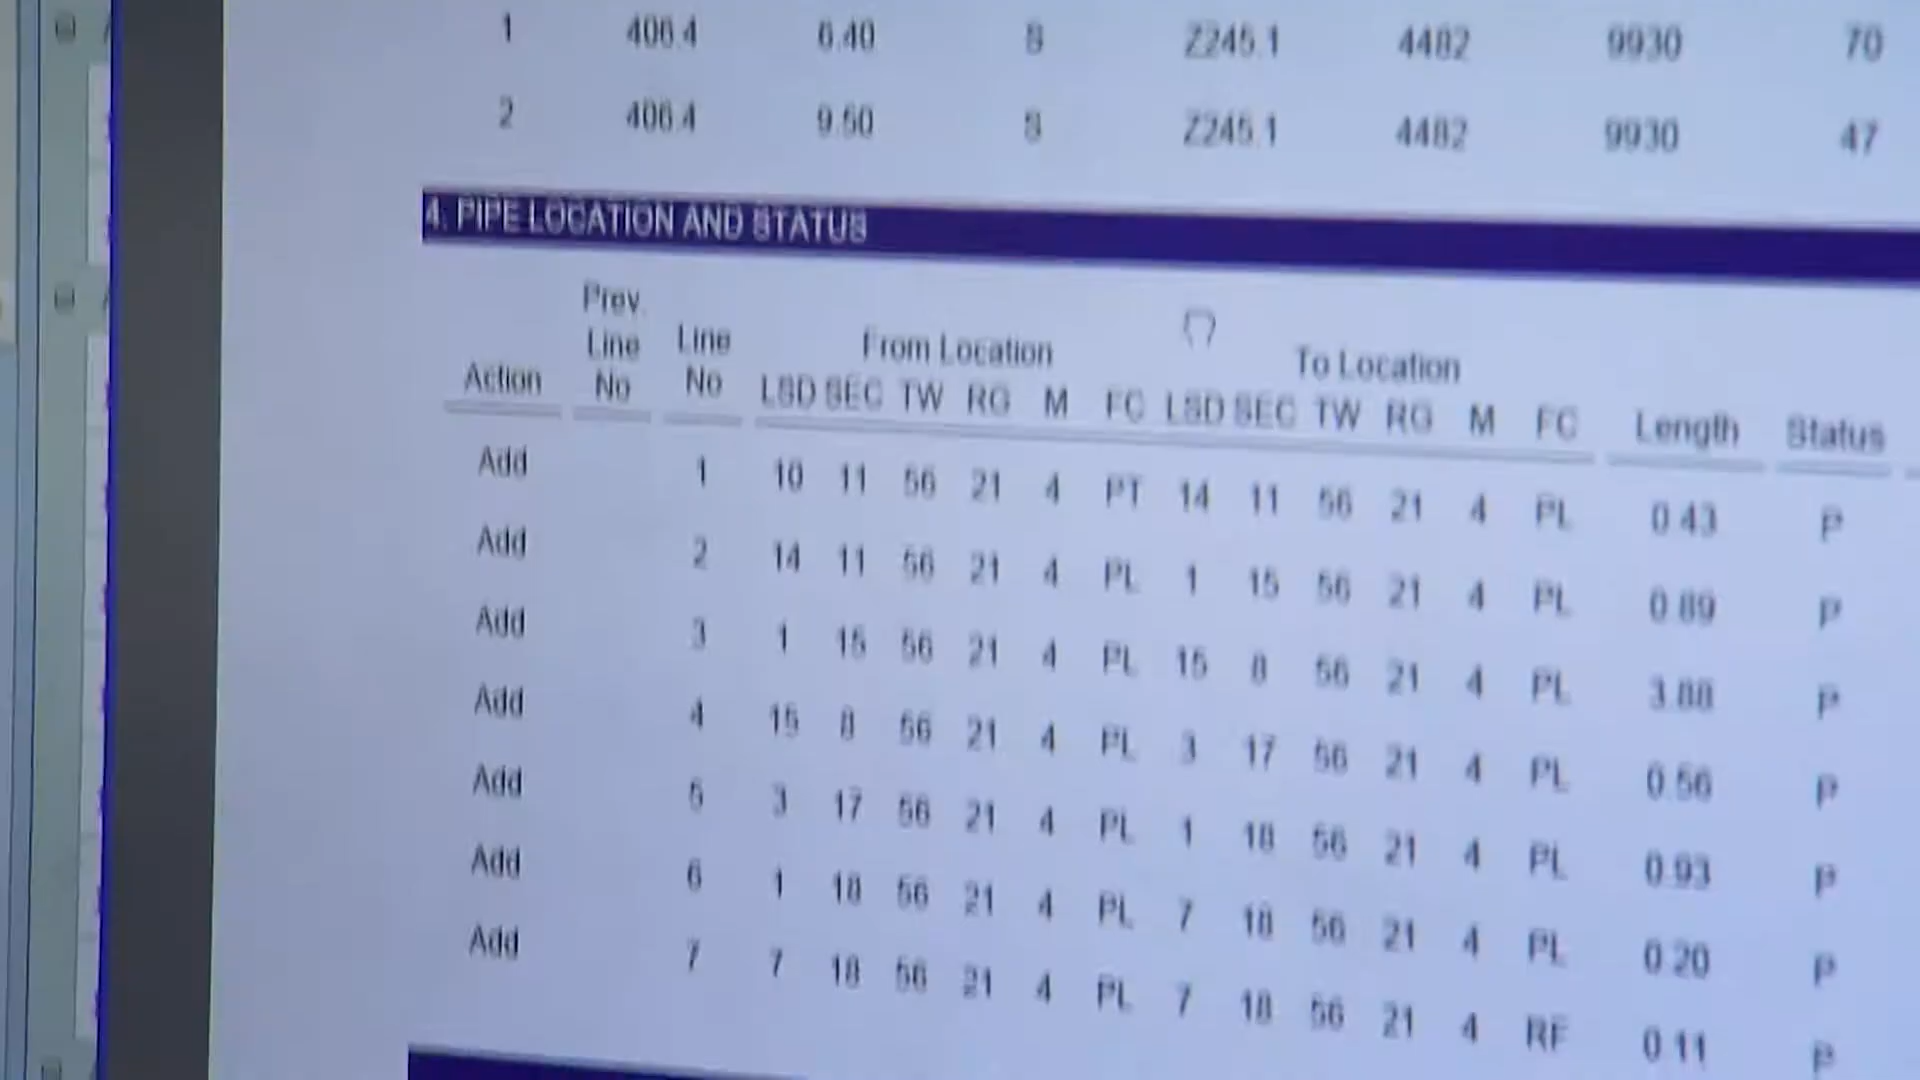 1 406.4 6.40 S Z245.1 4482 9930 70
2 406.4 9.50 S Z245.1 4482 9930 47
4: PIPE LOCATION AND STATUS
Prev.
Line Line From Location To Location
Action No No LSD SEC TW RG M FC LSD SEC TW RG M FC Length Status
Add 1 10 11 56 21 4 PT 14 11 56 21 4 PL 0.43 P
Add 2 14 11 56 21 4 PL 1 15 56 21 4 PL 0.89 P
Add 3 1 15 56 21 4 PL 15 8 56 21 4 PL 3.88 P
Add 4 15 8 56 21 4 PL 3 17 56 21 4 PL 0.56 P
Add 5 3 17 56 21 4 PL 1 18 56 21 4 PL 0.93 P
Add 6 1 18 56 21 4 PL 7 18 56 21 4 PL 0.20 P
Add 7 7 18 56 21 4 PL 7 18 56 21 4 RF 0.11 P